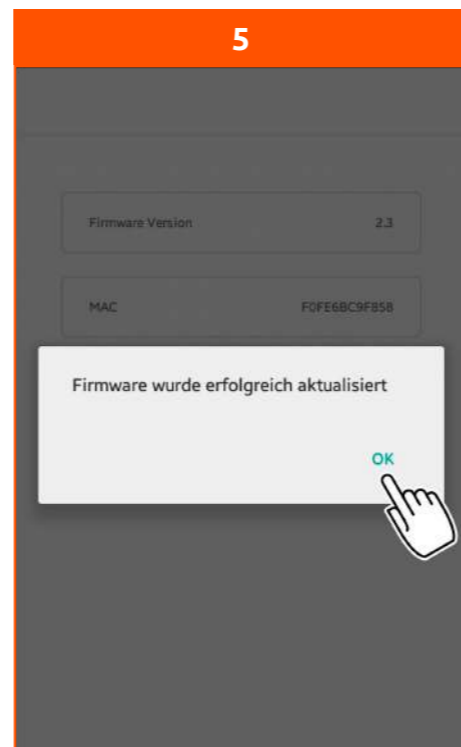 5
Firmware Version 2.3
MAC F0FE6BC9F858
Firmware wurde erfolgreich aktualisiert
OK